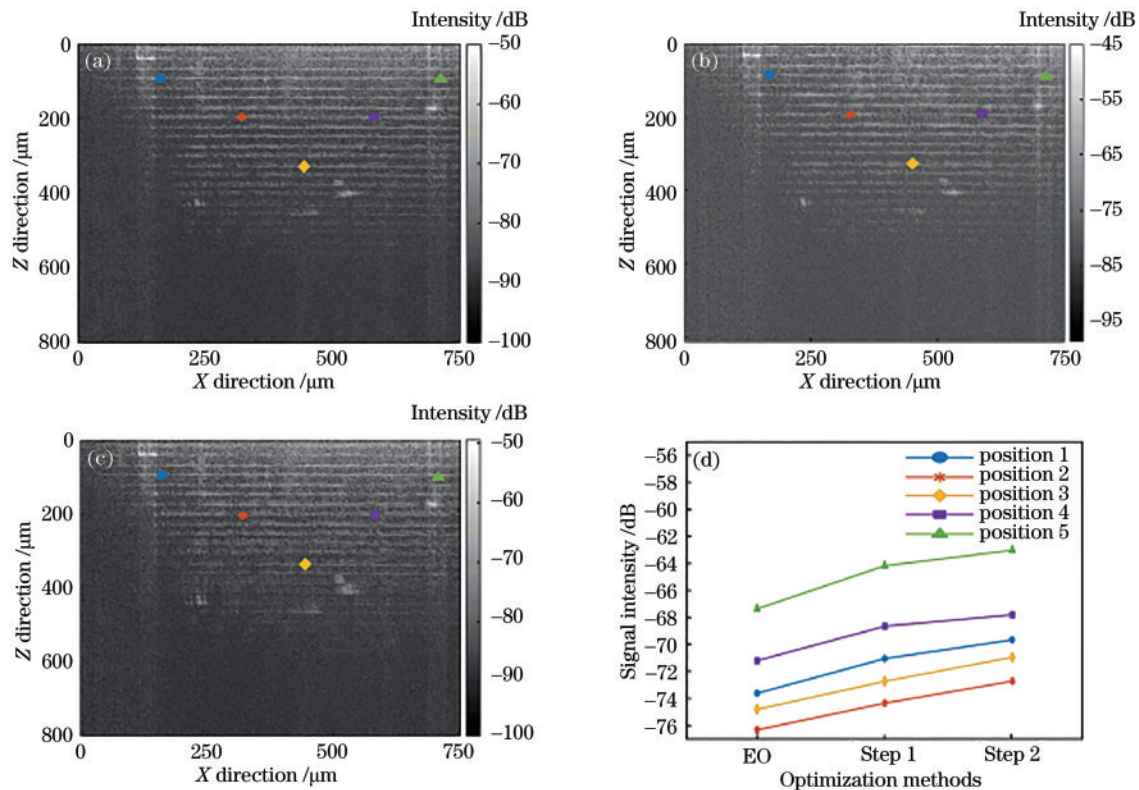 Intensity /dB
(a)
0
200
400
600
800
Z direction /μm
0
250
500
750
X direction /μm
−50
−60
−70
−80
−90
−100
Intensity /dB
(b)
0
200
400
600
800
Z direction /μm
0
250
500
750
X direction /μm
−45
−55
−65
−75
−85
−95
Intensity /dB
(c)
0
200
400
600
800
Z direction /μm
0
250
500
750
X direction /μm
−50
−60
−70
−80
−90
−100
(d)
−56
−58
−60
−62
−64
−66
−68
−70
−72
−74
−76
Signal intensity /dB
position 1
position 2
position 3
position 4
position 5
EO
Step 1
Step 2
Optimization methods